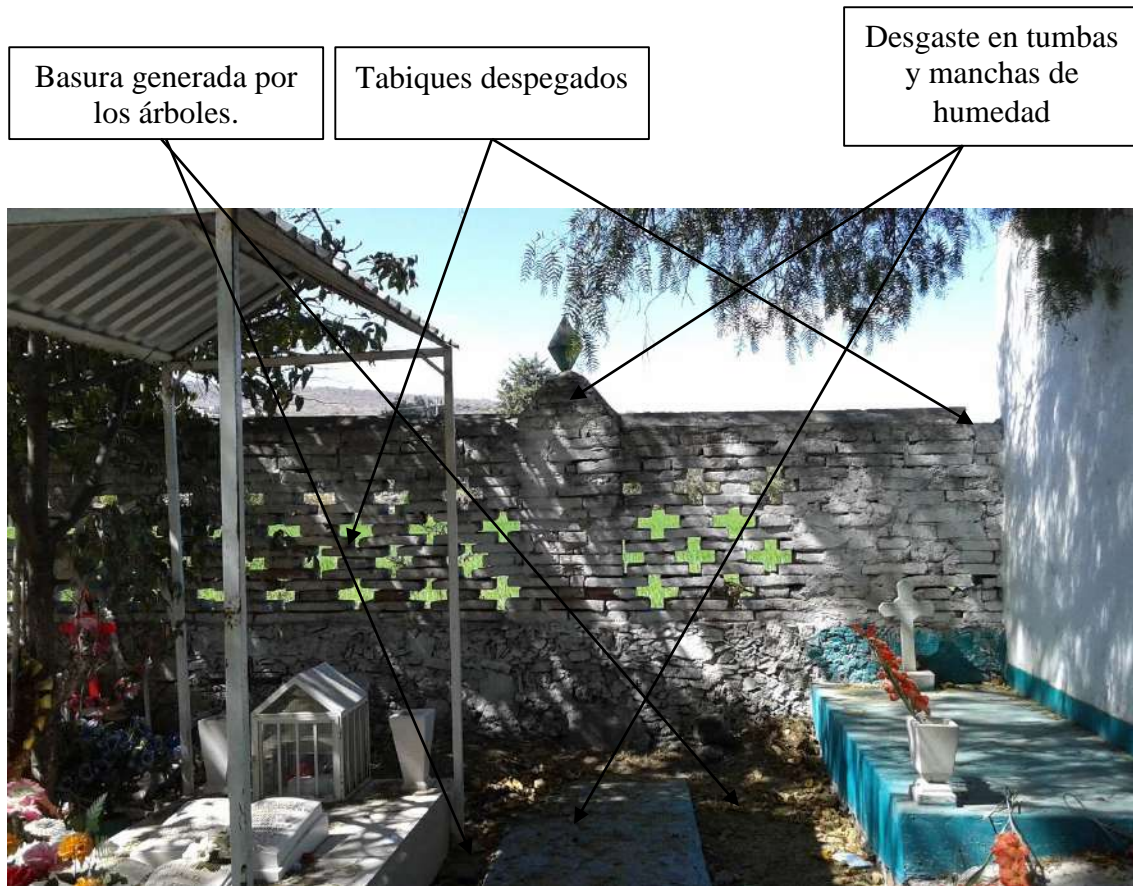 Basura generada por
los árboles.
Tabiques despegados
Desgaste en tumbas
y manchas de
humedad